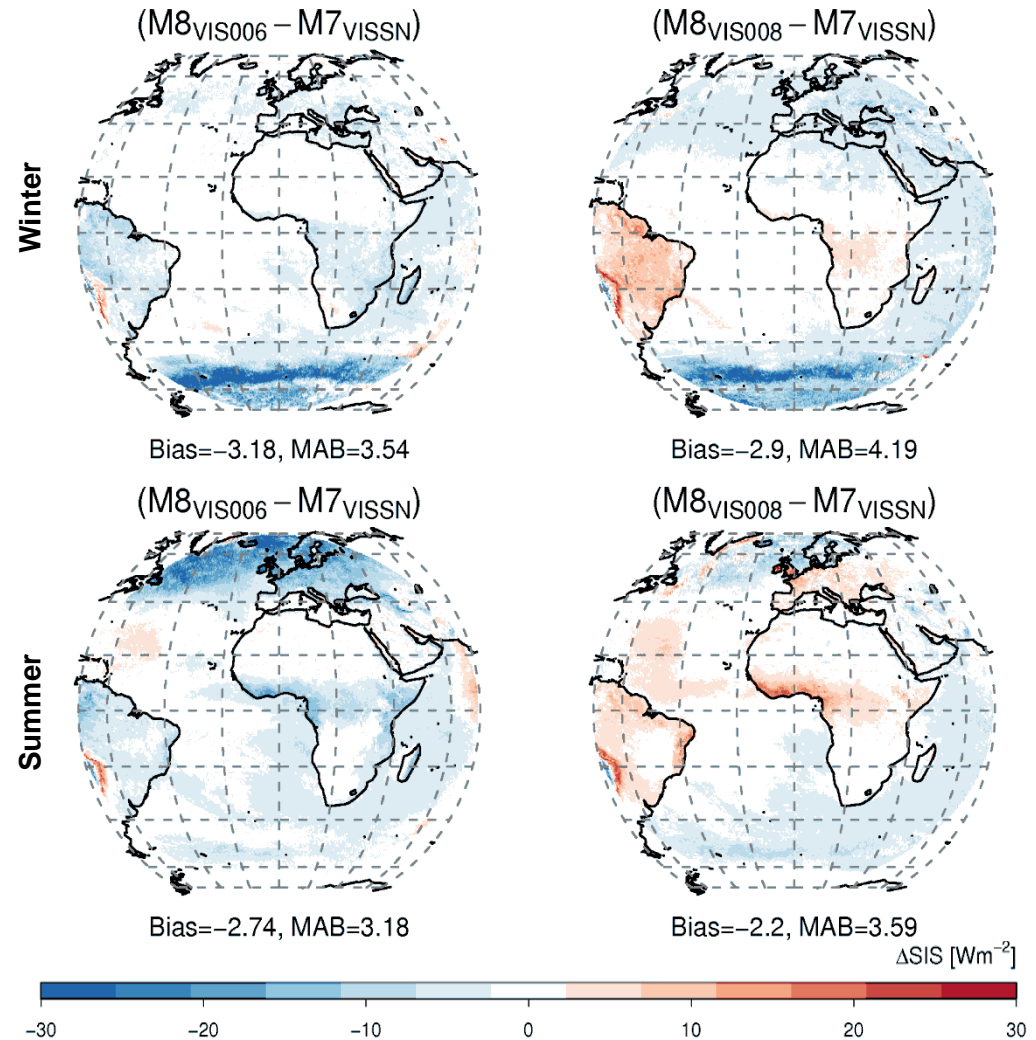 (M8VIS006 − M7VISSN)
(M8VIS008 − M7VISSN)
Winter
Bias=−3.18, MAB=3.54
Bias=−2.9, MAB=4.19
(M8VIS006 − M7VISSN)
(M8VIS008 − M7VISSN)
Summer
Bias=−2.74, MAB=3.18
Bias=−2.2, MAB=3.59
ΔSIS [Wm⁻²]
−30 −20 −10 0 10 20 30